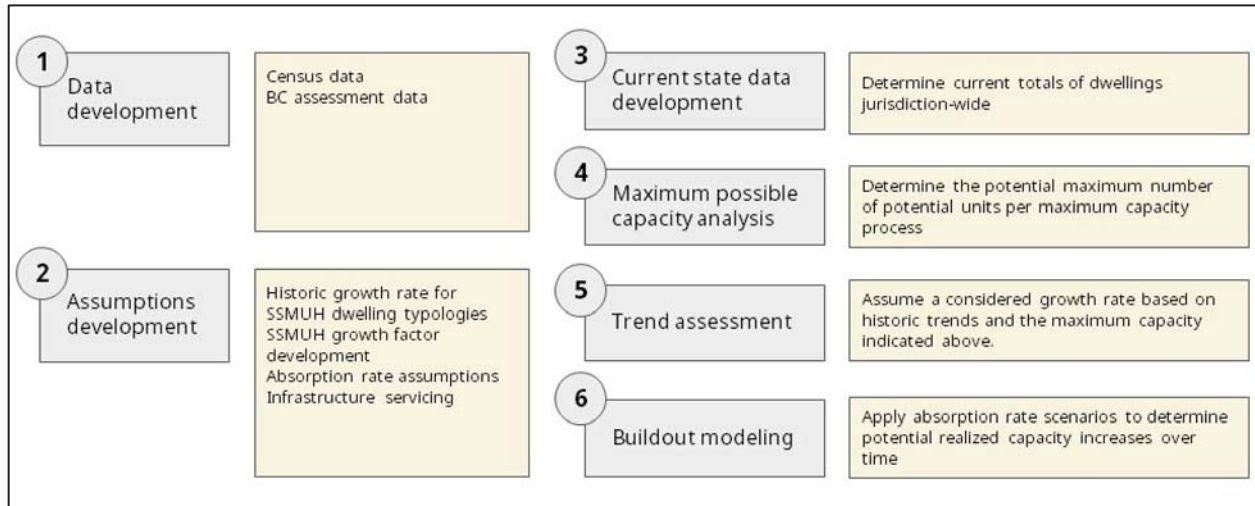 1
Data
development
Census data
BC assessment data
2
Assumptions
development
Historic growth rate for
SSMUH dwelling typologies
SSMUH growth factor
development
Absorption rate assumptions
Infrastructure servicing
3
Current state data
development
Determine current totals of dwellings
jurisdiction-wide
4
Maximum possible
capacity analysis
Determine the potential maximum number
of potential units per maximum capacity
process
5
Trend assessment
Assume a considered growth rate based on
historic trends and the maximum capacity
indicated above.
6
Buildout modeling
Apply absorption rate scenarios to determine
potential realized capacity increases over
time